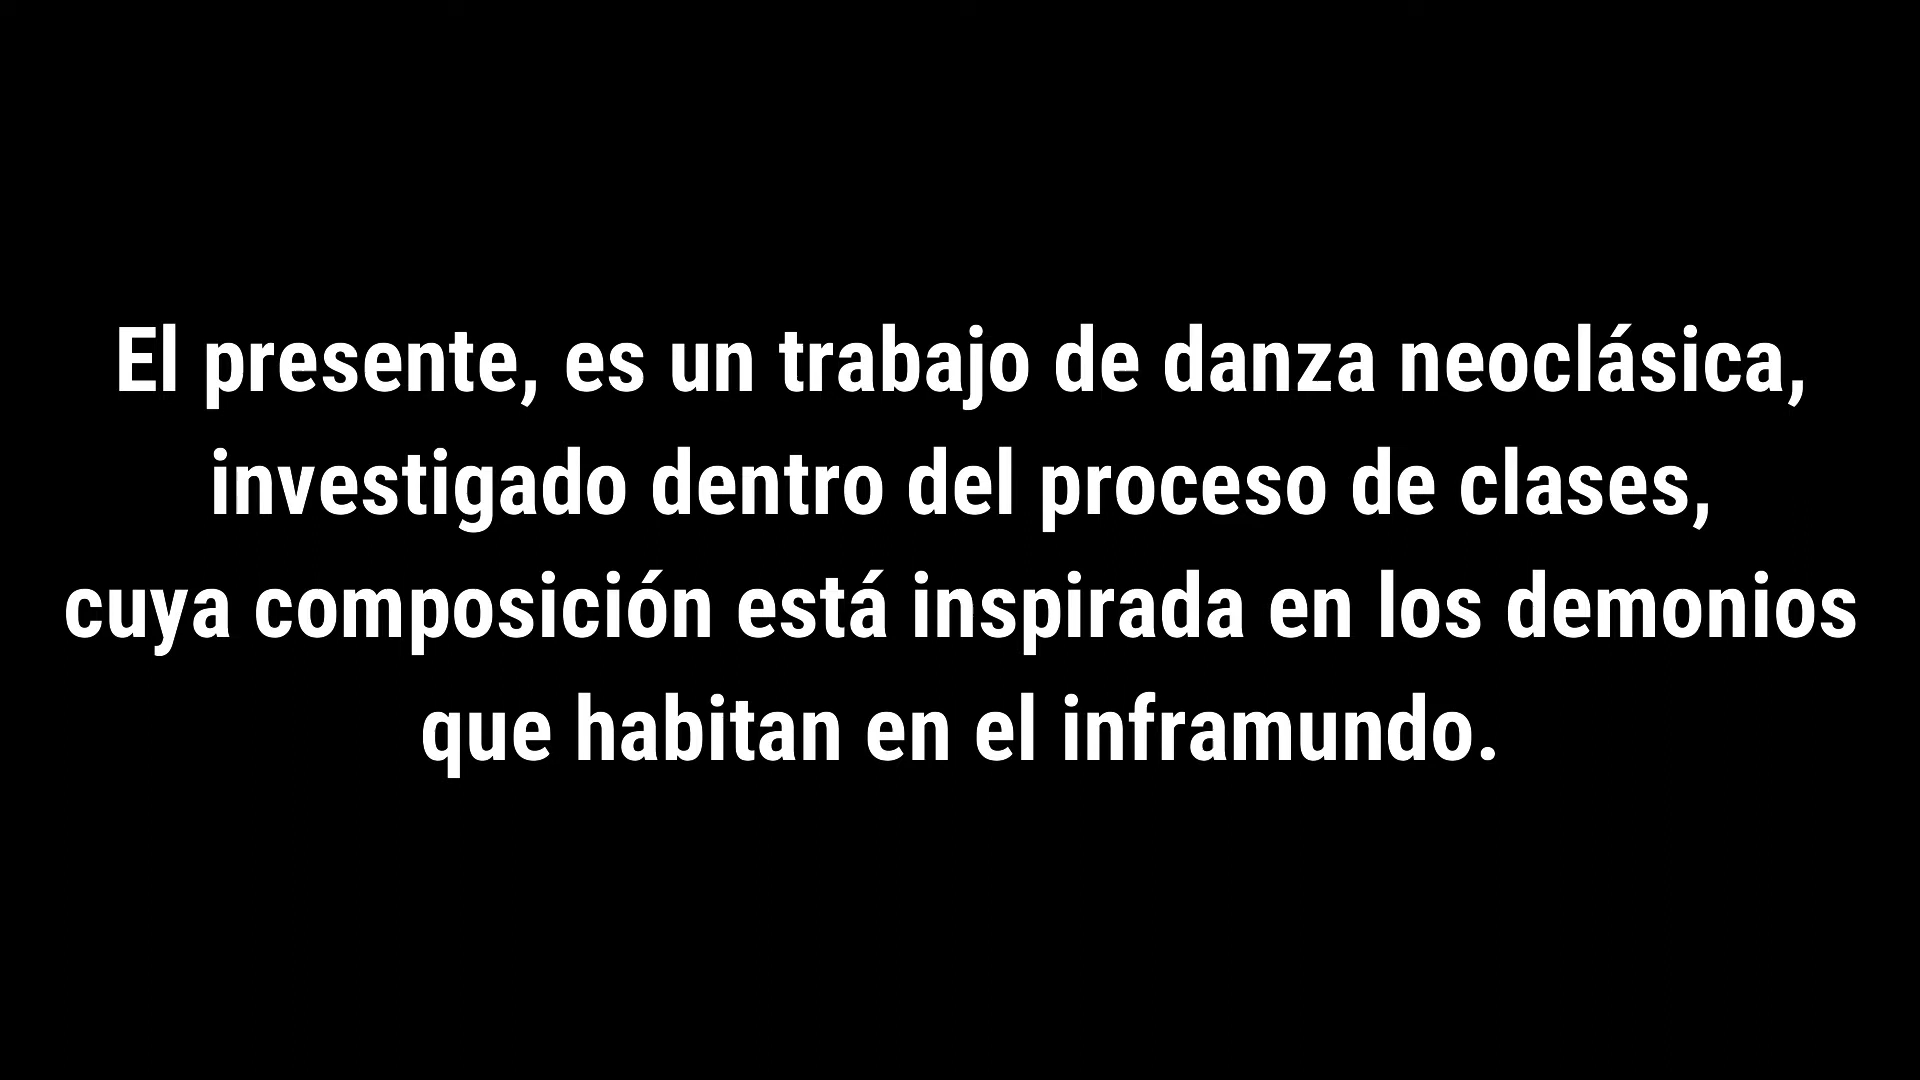 El presente, es un trabajo de danza neoclásica,
investigado dentro del proceso de clases,
cuya composición está inspirada en los demonios
que habitan en el inframundo.